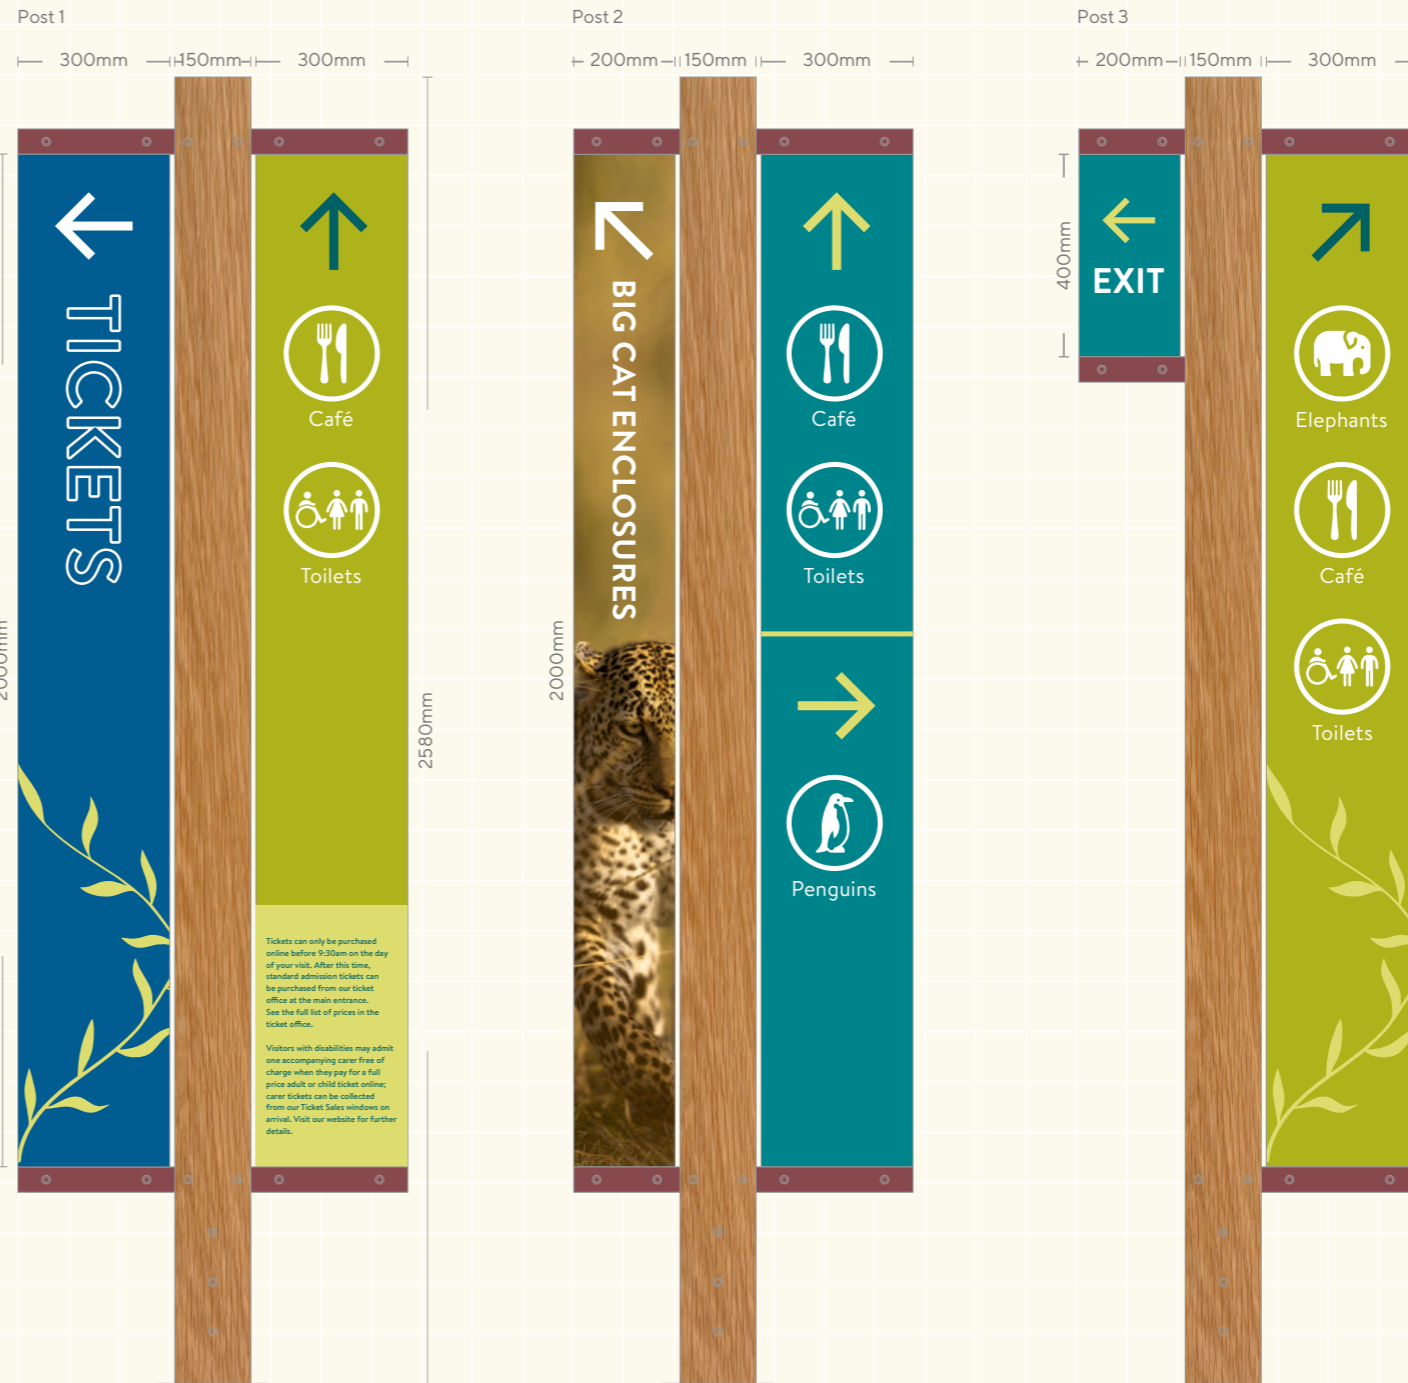 Post 1
Post 2
Post 3
300mm
150mm
300mm
200mm
150mm
300mm
200mm
150mm
300mm
TICKETS
Café
Toilets
Tickets can only be purchased
online before 9:30am on the day
of your visit. After this time,
standard admission tickets can
be purchased from our ticket
office at the main entrance.
See the full list of prices in the
ticket office.
Visitors with disabilities may admit
one accompanying carer free of
charge when they pay for a full
price adult or child ticket online;
carer tickets can be collected
from our Ticket Sales windows on
arrival. Visit our website for further
details.
2000mm
2580mm
BIG CAT ENCLOSURES
Café
Toilets
Penguins
2000mm
400mm
EXIT
Elephants
Café
Toilets